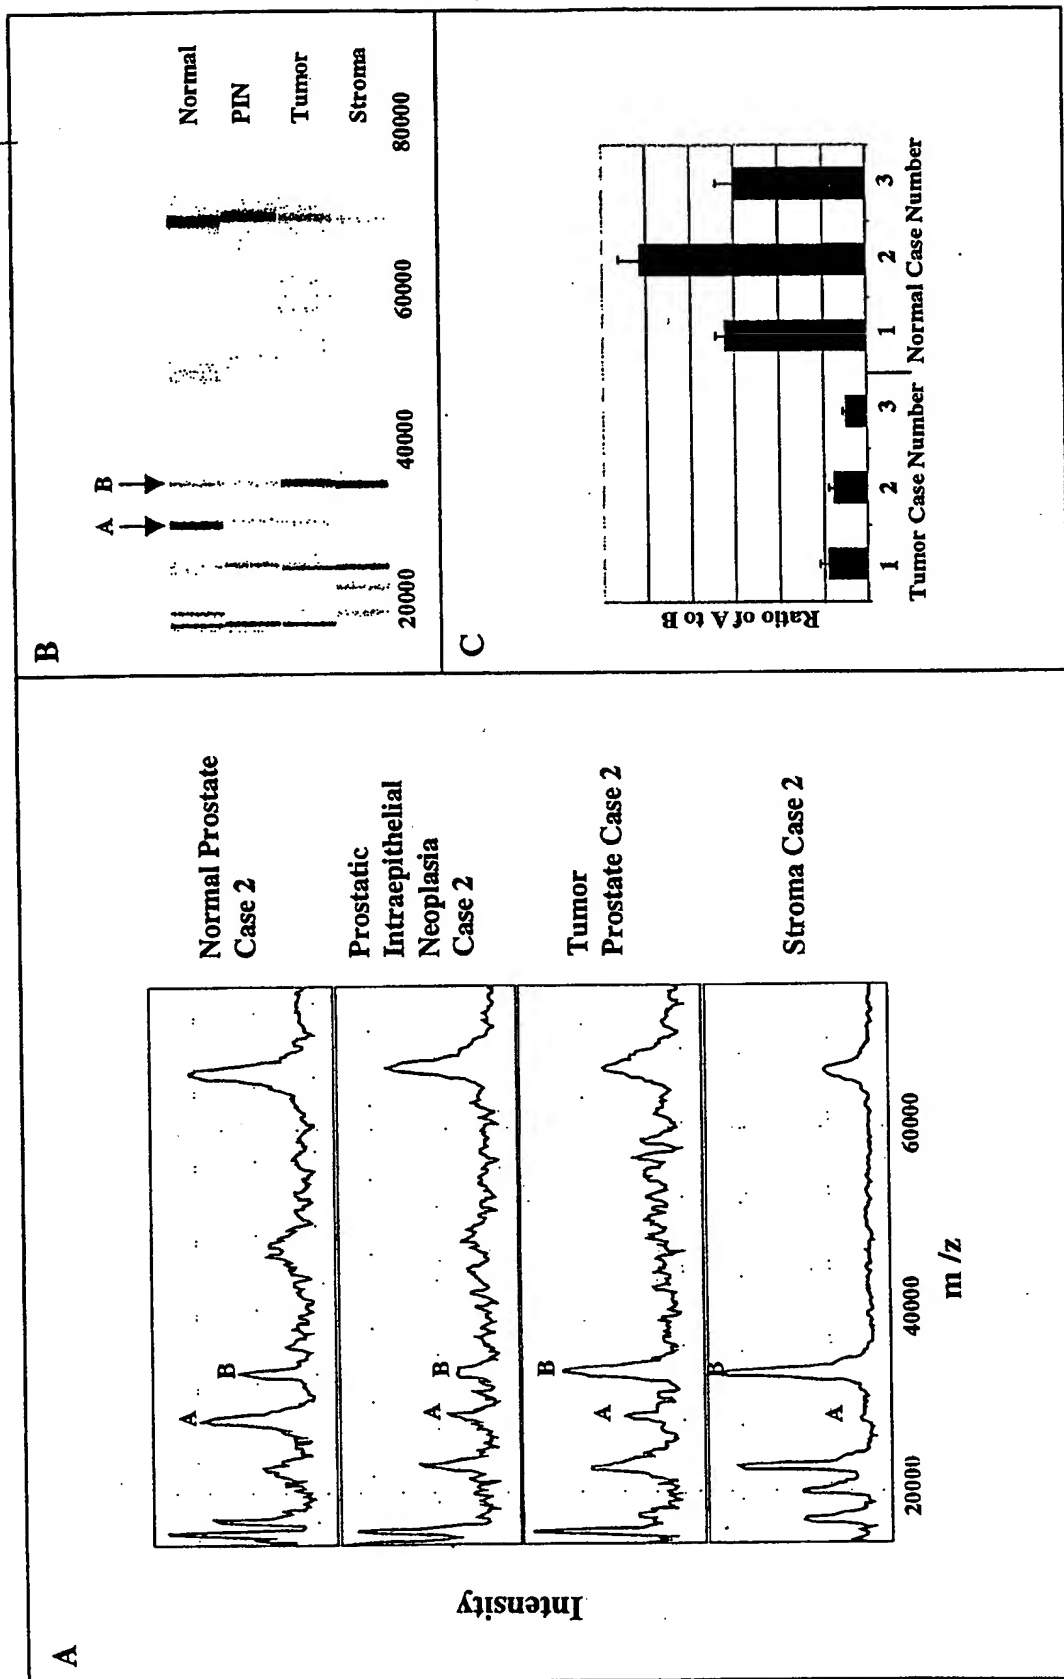 A
Intensity
A
B
Normal Prostate
Case 2
A
B
Prostatic
Intraepithelial
Neoplasia
Case 2
A
B
Tumor
Prostate Case 2
A
B
Stroma Case 2
20000
40000
60000
m /z
B
A
B
Normal
PIN
Tumor
Stroma
20000
40000
60000
80000
C
Ratio of A to B
1
2
3
1
2
3
Tumor Case Number
Normal Case Number